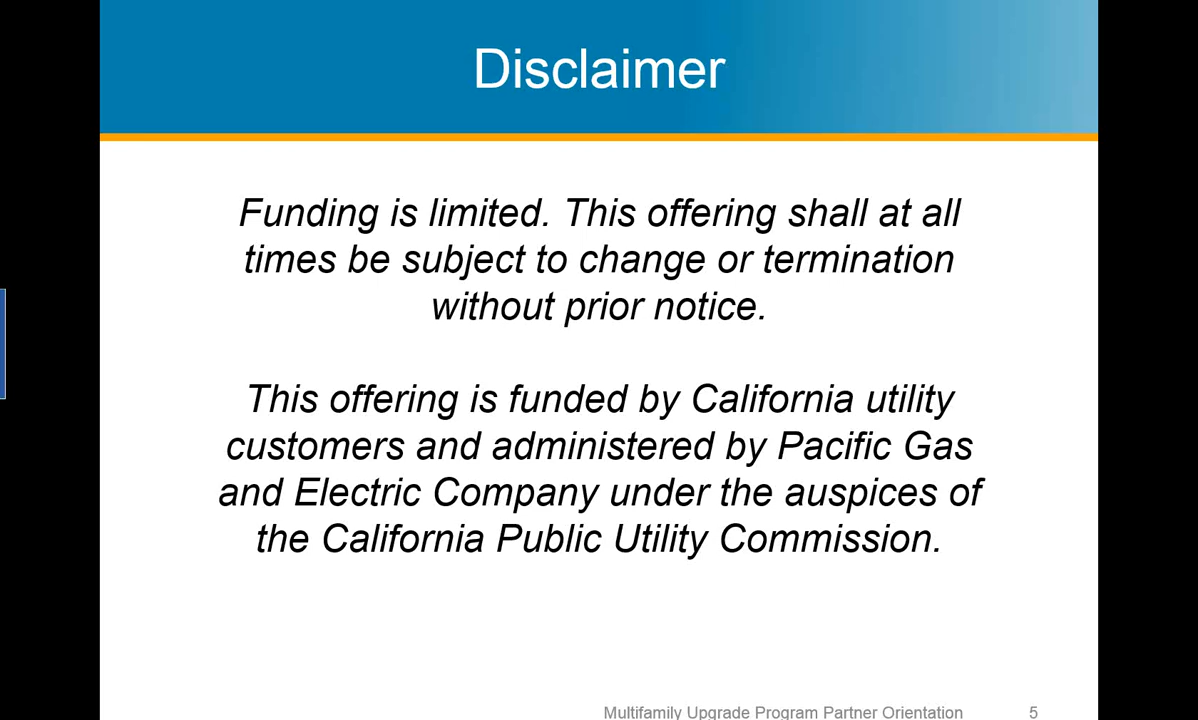 Disclaimer
Funding is limited. This offering shall at all
times be subject to change or termination
without prior notice.
This offering is funded by California utility
customers and administered by Pacific Gas
and Electric Company under the auspices of
the California Public Utility Commission.
Multifamily Upgrade Program Partner Orientation 5